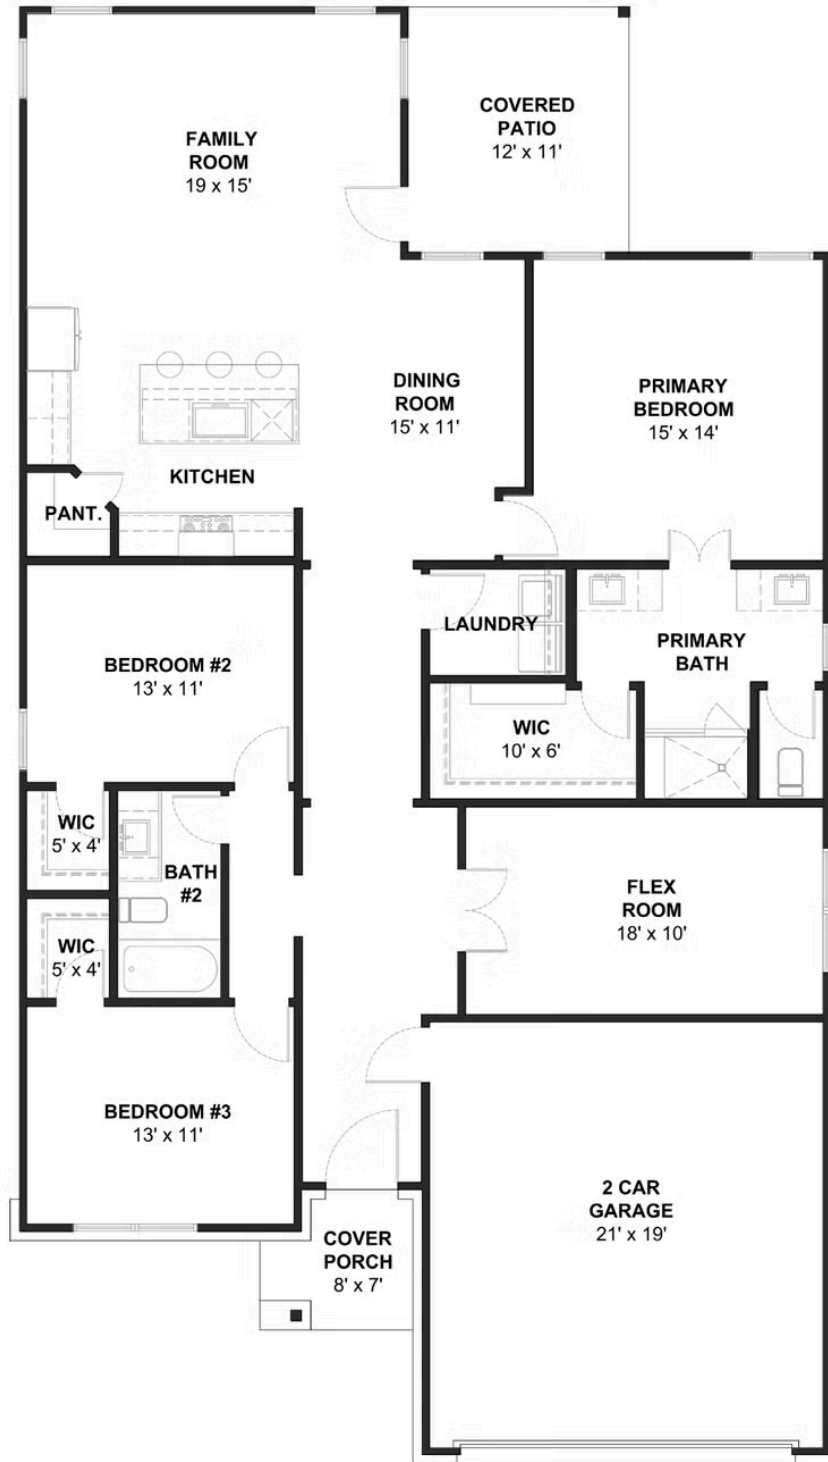 FAMILY
ROOM
19 x 15'
COVERED
PATIO
12' x 11'
DINING
ROOM
15' x 11'
PRIMARY
BEDROOM
15' x 14'
KITCHEN
PANT.
LAUNDRY
PRIMARY
BATH
BEDROOM #2
13' x 11'
WIC
10' x 6'
WIC
5' x 4'
BATH
#2
FLEX
ROOM
18' x 10'
WIC
5' x 4'
BEDROOM #3
13' x 11'
2 CAR
GARAGE
21' x 19'
COVER
PORCH
8' x 7'